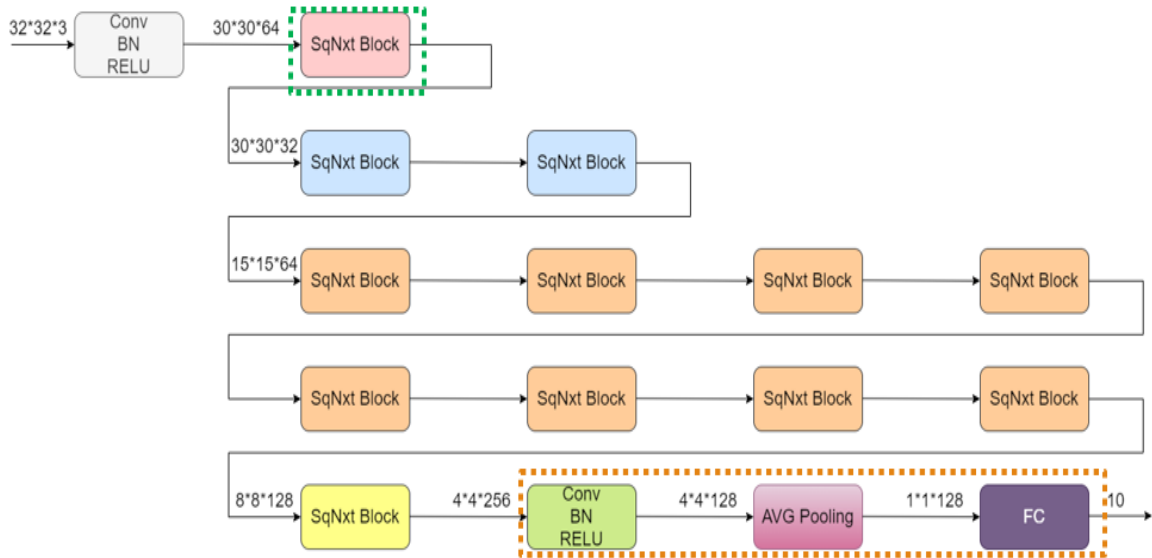 32*32*3
Conv
BN
RELU
30*30*64
SqNxt Block
30*30*32
SqNxt Block
SqNxt Block
15*15*64
SqNxt Block
SqNxt Block
SqNxt Block
SqNxt Block
SqNxt Block
SqNxt Block
SqNxt Block
SqNxt Block
8*8*128
SqNxt Block
4*4*256
Conv
BN
RELU
4*4*128
AVG Pooling
1*1*128
FC
10